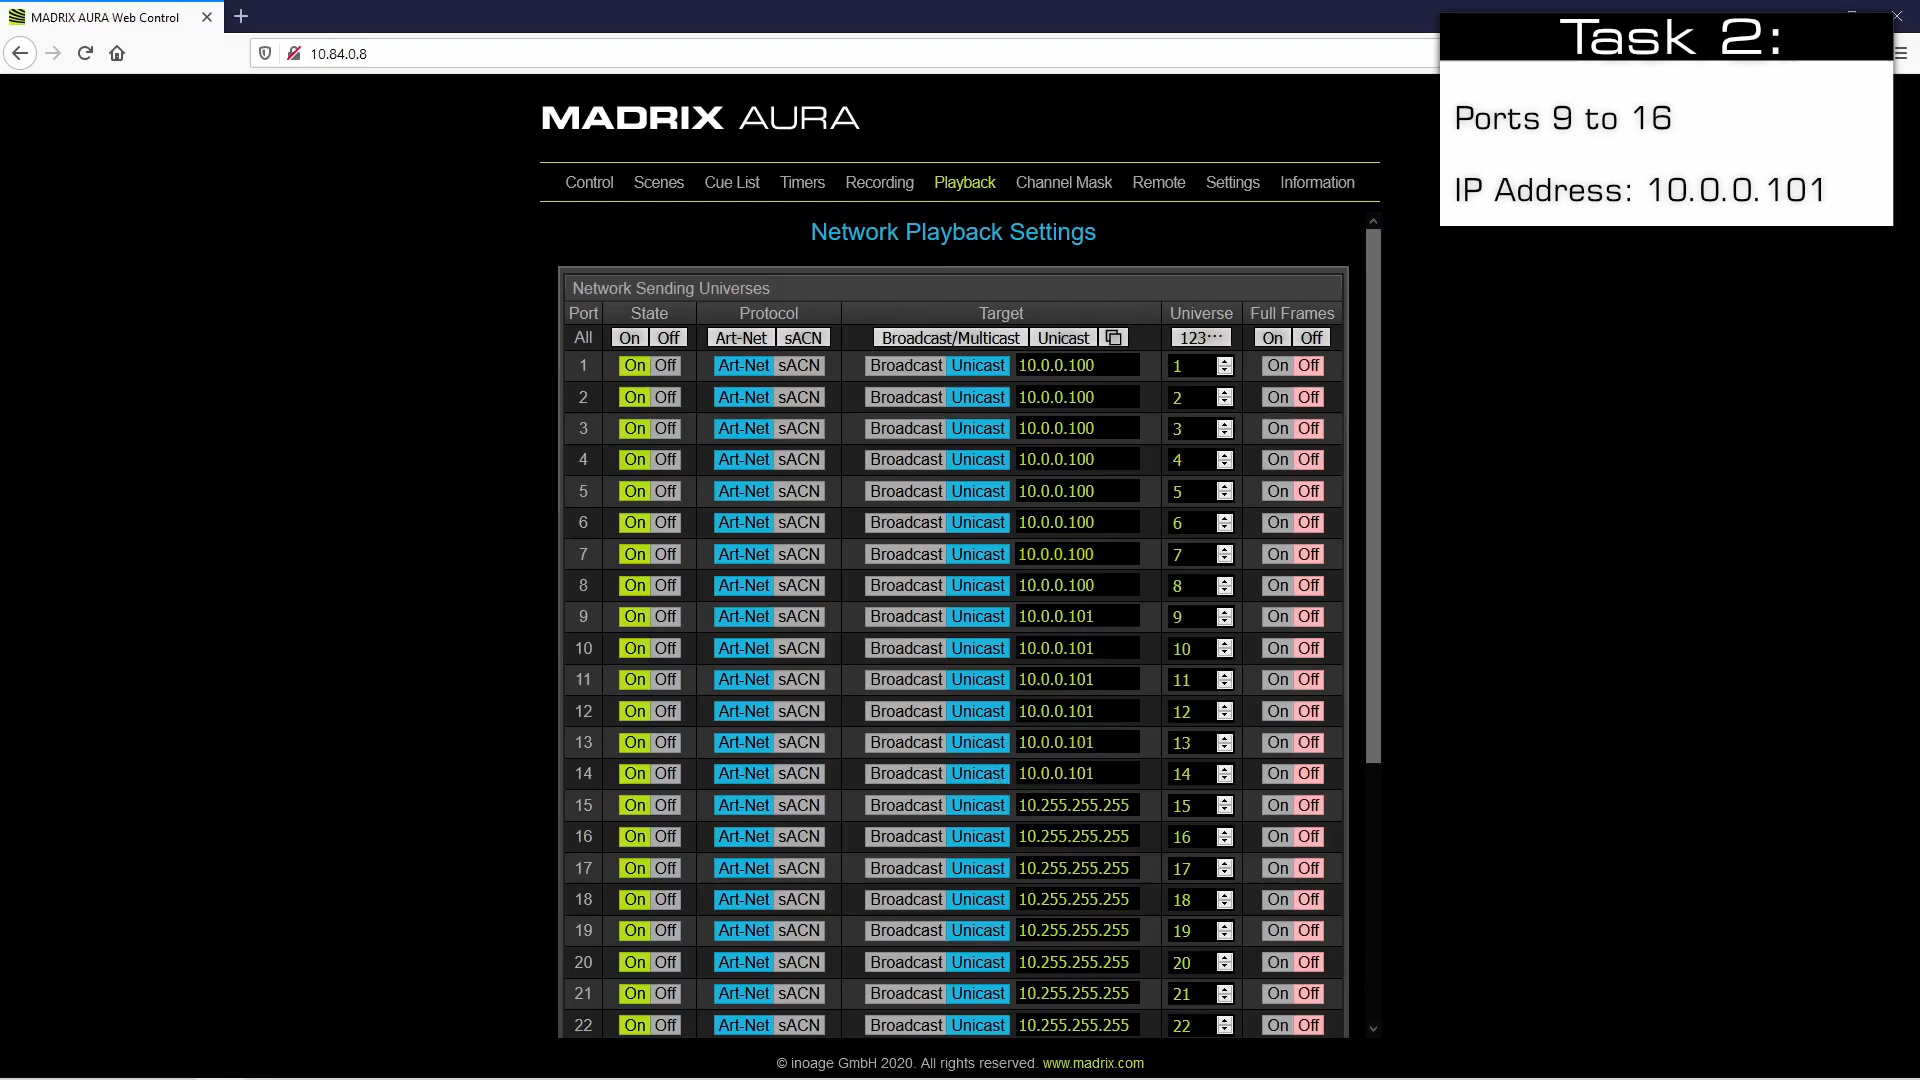 MADRIX AURA Web Control
10.84.0.8
Task 2:
Ports 9 to 16
IP Address: 10.0.0.101
MADRIX AURA
Control Scenes Cue List Timers Recording Playback Channel Mask Remote Settings Information
Network Playback Settings
Network Sending Universes
Port State Protocol Target Universe Full Frames
All On Off Art-Net sACN Broadcast/Multicast Unicast 123··· On Off
1 On Off Art-Net sACN Broadcast Unicast 10.0.0.100 1 On Off
2 On Off Art-Net sACN Broadcast Unicast 10.0.0.100 2 On Off
3 On Off Art-Net sACN Broadcast Unicast 10.0.0.100 3 On Off
4 On Off Art-Net sACN Broadcast Unicast 10.0.0.100 4 On Off
5 On Off Art-Net sACN Broadcast Unicast 10.0.0.100 5 On Off
6 On Off Art-Net sACN Broadcast Unicast 10.0.0.100 6 On Off
7 On Off Art-Net sACN Broadcast Unicast 10.0.0.100 7 On Off
8 On Off Art-Net sACN Broadcast Unicast 10.0.0.100 8 On Off
9 On Off Art-Net sACN Broadcast Unicast 10.0.0.101 9 On Off
10 On Off Art-Net sACN Broadcast Unicast 10.0.0.101 10 On Off
11 On Off Art-Net sACN Broadcast Unicast 10.0.0.101 11 On Off
12 On Off Art-Net sACN Broadcast Unicast 10.0.0.101 12 On Off
13 On Off Art-Net sACN Broadcast Unicast 10.0.0.101 13 On Off
14 On Off Art-Net sACN Broadcast Unicast 10.0.0.101 14 On Off
15 On Off Art-Net sACN Broadcast Unicast 10.255.255.255 15 On Off
16 On Off Art-Net sACN Broadcast Unicast 10.255.255.255 16 On Off
17 On Off Art-Net sACN Broadcast Unicast 10.255.255.255 17 On Off
18 On Off Art-Net sACN Broadcast Unicast 10.255.255.255 18 On Off
19 On Off Art-Net sACN Broadcast Unicast 10.255.255.255 19 On Off
20 On Off Art-Net sACN Broadcast Unicast 10.255.255.255 20 On Off
21 On Off Art-Net sACN Broadcast Unicast 10.255.255.255 21 On Off
22 On Off Art-Net sACN Broadcast Unicast 10.255.255.255 22 On Off
© inoage GmbH 2020. All rights reserved. www.madrix.com